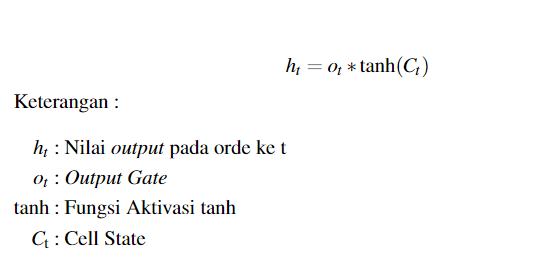 hₜ = oₜ ∗ tanh(Cₜ)
Keterangan :
hₜ : Nilai output pada orde ke t
oₜ : Output Gate
tanh : Fungsi Aktivasi tanh
Cₜ : Cell State